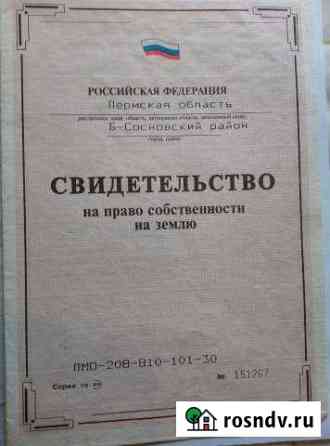 РОССИЙСКАЯ ФЕДЕРАЦИЯ
Пермская область
Б-Сосновский район
СВИДЕТЕЛЬСТВО
на право собственности
на землю
ПМО-208-В10-101-30
Серия
№ 151267
rosndv.ru